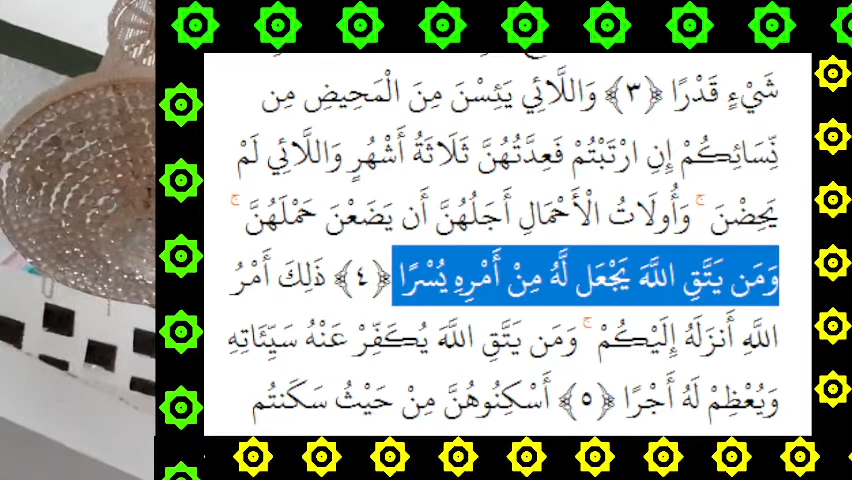 شَيْءٍ قَدْرًا ﴿٣﴾ وَاللَّائِي يَئِسْنَ مِنَ الْمَحِيضِ مِن
نِّسَائِكُمْ إِنِ ارْتَبْتُمْ فَعِدَّتُهُنَّ ثَلَاثَةُ أَشْهُرٍ وَاللَّائِي لَمْ
يَحِضْنَ ۚ وَأُولَاتُ الْأَحْمَالِ أَجَلُهُنَّ أَن يَضَعْنَ حَمْلَهُنَّ ۚ
وَمَن يَتَّقِ اللَّهَ يَجْعَل لَّهُ مِنْ أَمْرِهِ يُسْرًا ﴿٤﴾ ذَٰلِكَ أَمْرُ
اللَّهِ أَنزَلَهُ إِلَيْكُمْ ۚ وَمَن يَتَّقِ اللَّهَ يُكَفِّرْ عَنْهُ سَيِّئَاتِهِ
وَيُعْظِمْ لَهُ أَجْرًا ﴿٥﴾ أَسْكِنُوهُنَّ مِنْ حَيْثُ سَكَنتُم